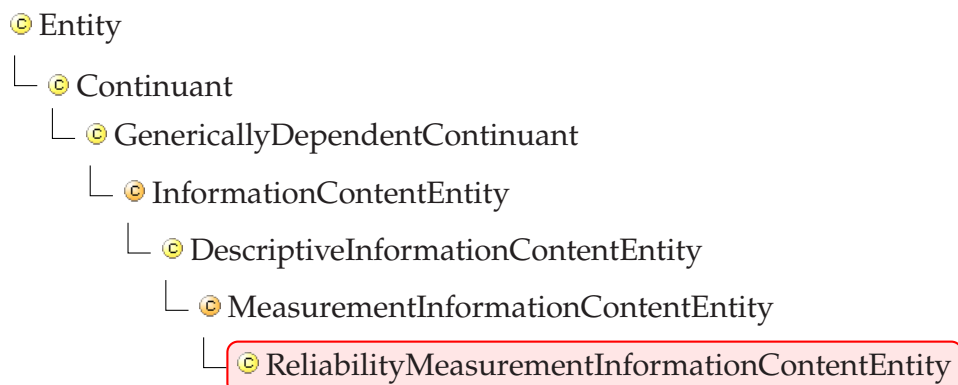 Entity
Continuant
GenericallyDependentContinuant
InformationContentEntity
DescriptiveInformationContentEntity
MeasurementInformationContentEntity
ReliabilityMeasurementInformationContentEntity